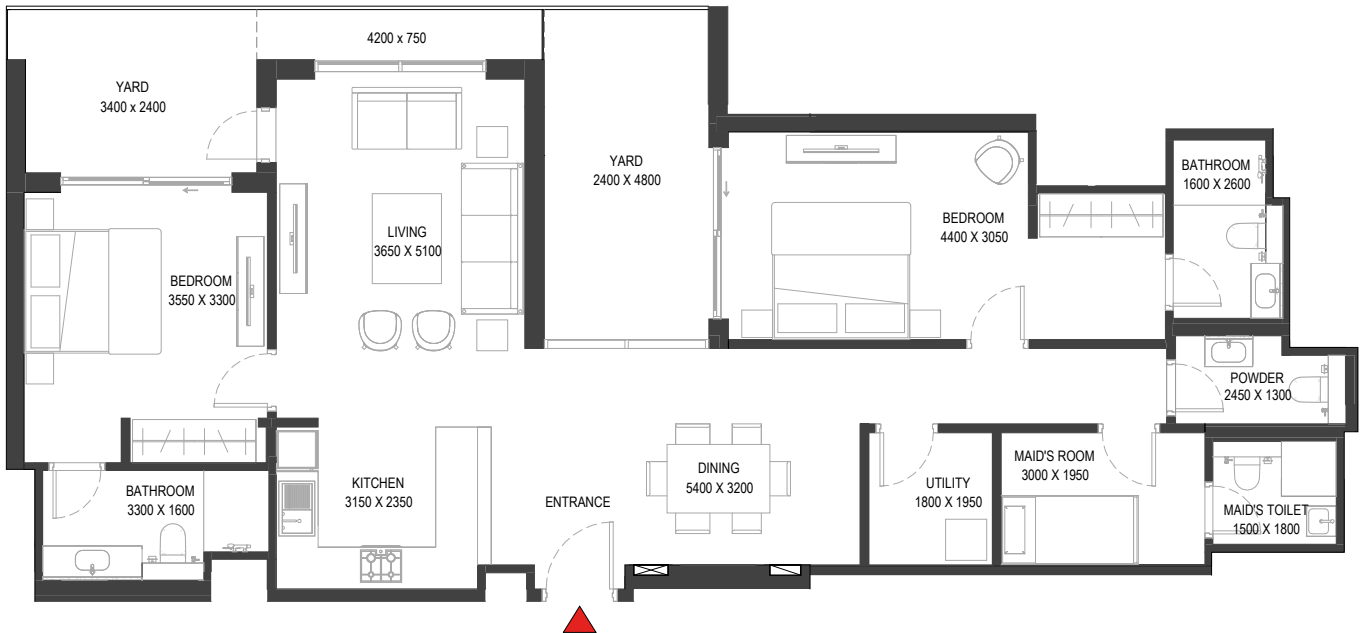 4200 x 750
YARD
3400 x 2400
YARD
2400 X 4800
BATHROOM
1600 X 2600
BEDROOM
4400 X 3050
LIVING
3650 X 5100
BEDROOM
3550 X 3300
POWDER
2450 X 1300
KITCHEN
3150 X 2350
DINING
5400 X 3200
MAID'S ROOM
3000 X 1950
UTILITY
1800 X 1950
BATHROOM
3300 X 1600
ENTRANCE
MAID'S TOILET
1500 X 1800